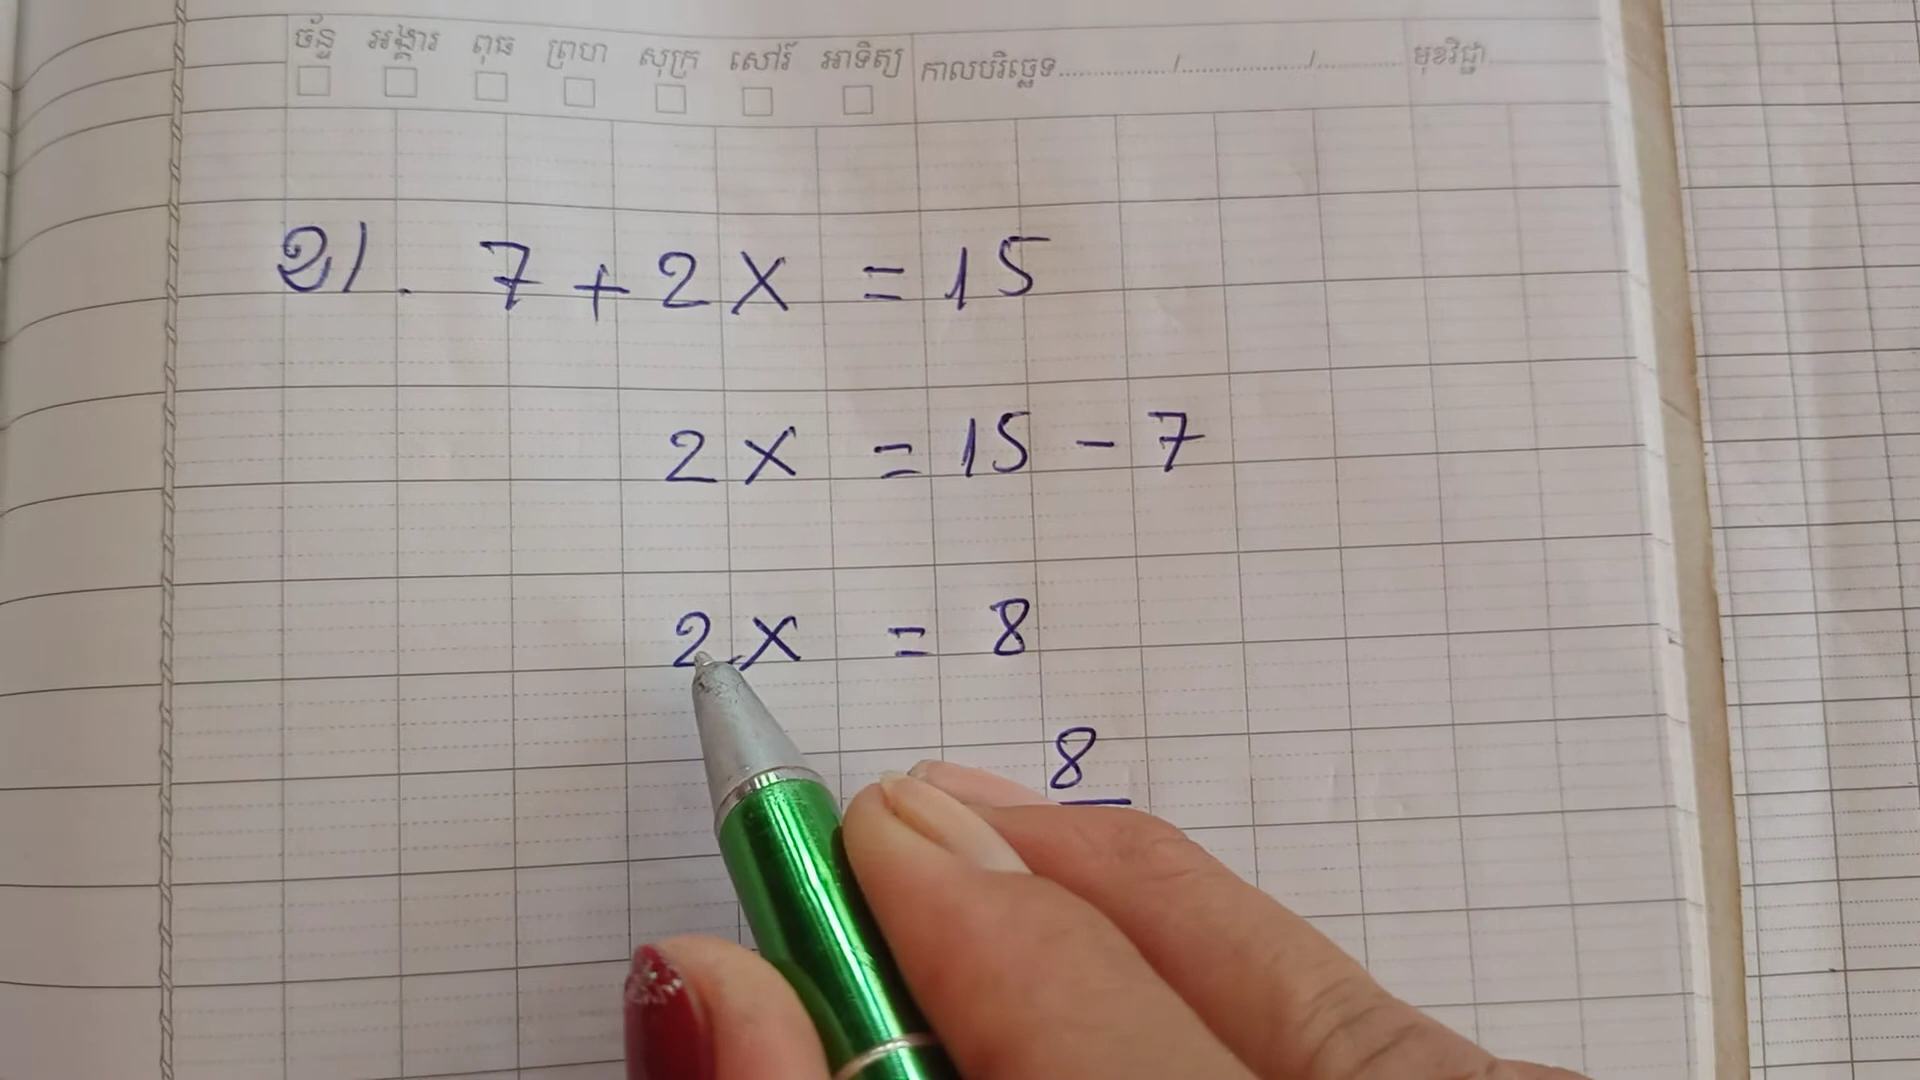 ច័ន្ទ អង្គារ ពុធ ព្រហ សុក្រ សៅរ៍ អាទិត្យ កាលបរិច្ឆេទ................/................/............ មុខវិជ្ជា
21. 7 + 2x = 15
2x = 15 - 7
2x = 8
8